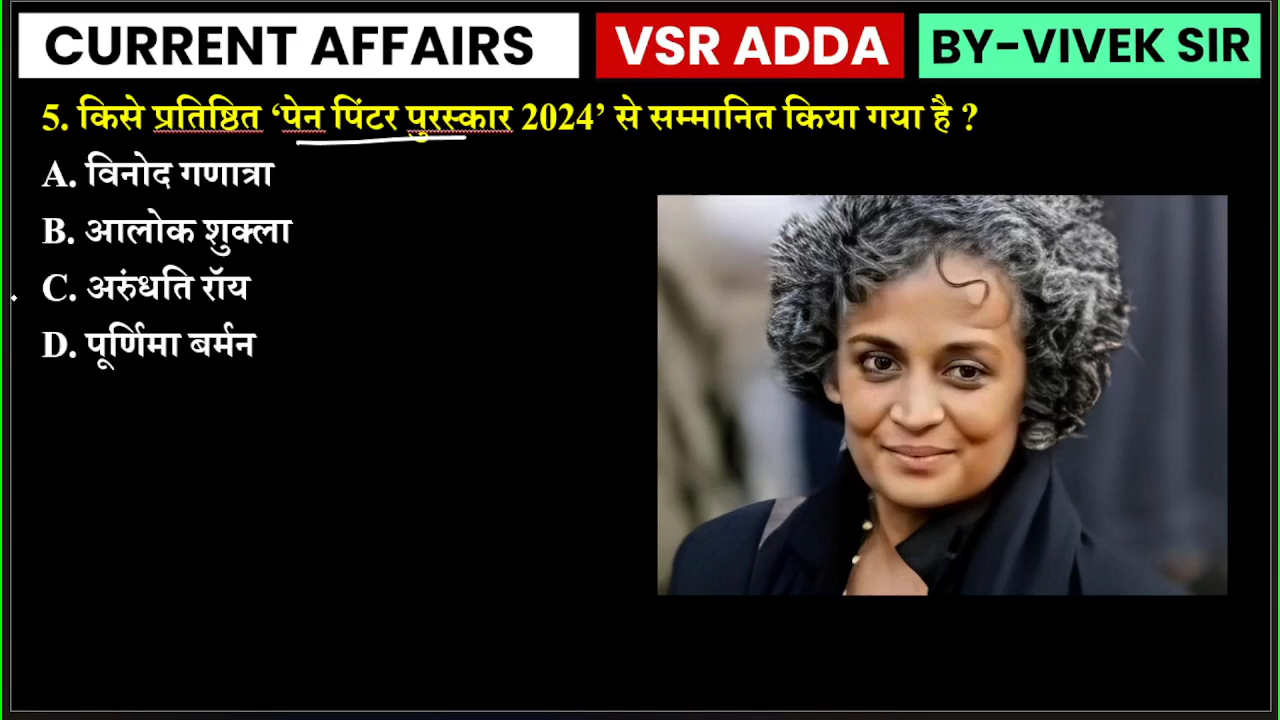 CURRENT AFFAIRS VSR ADDA BY-VIVEK SIR
5. किसे प्रतिष्ठित ‘पेन पिंटर पुरस्कार 2024’ से सम्मानित किया गया है ?
A. विनोद गणात्रा
B. आलोक शुक्ला
C. अरुंधति रॉय
D. पूर्णिमा बर्मन